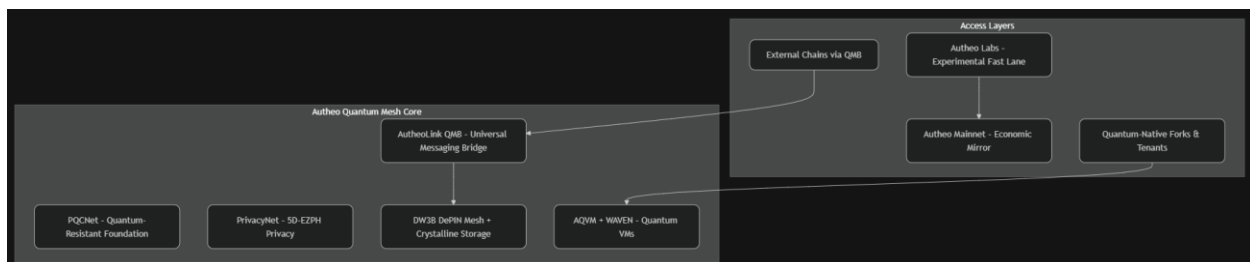 Access Layers
External Chains via QMB
Autheo Labs -
Experimental Fast Lane
Autheo Mainnet - Economic
Mirror
Quantum-Native Forks &
Tenants
Autheo Quantum Mesh Core
AutheoLink QMB - Universal
Messaging Bridge
PQCNet - Quantum-
Resistant Foundation
PrivacyNet - 5D-EZPH
Privacy
DW3B DePIN Mesh +
Crystalline Storage
AQVM + WAVEN - Quantum
VMs